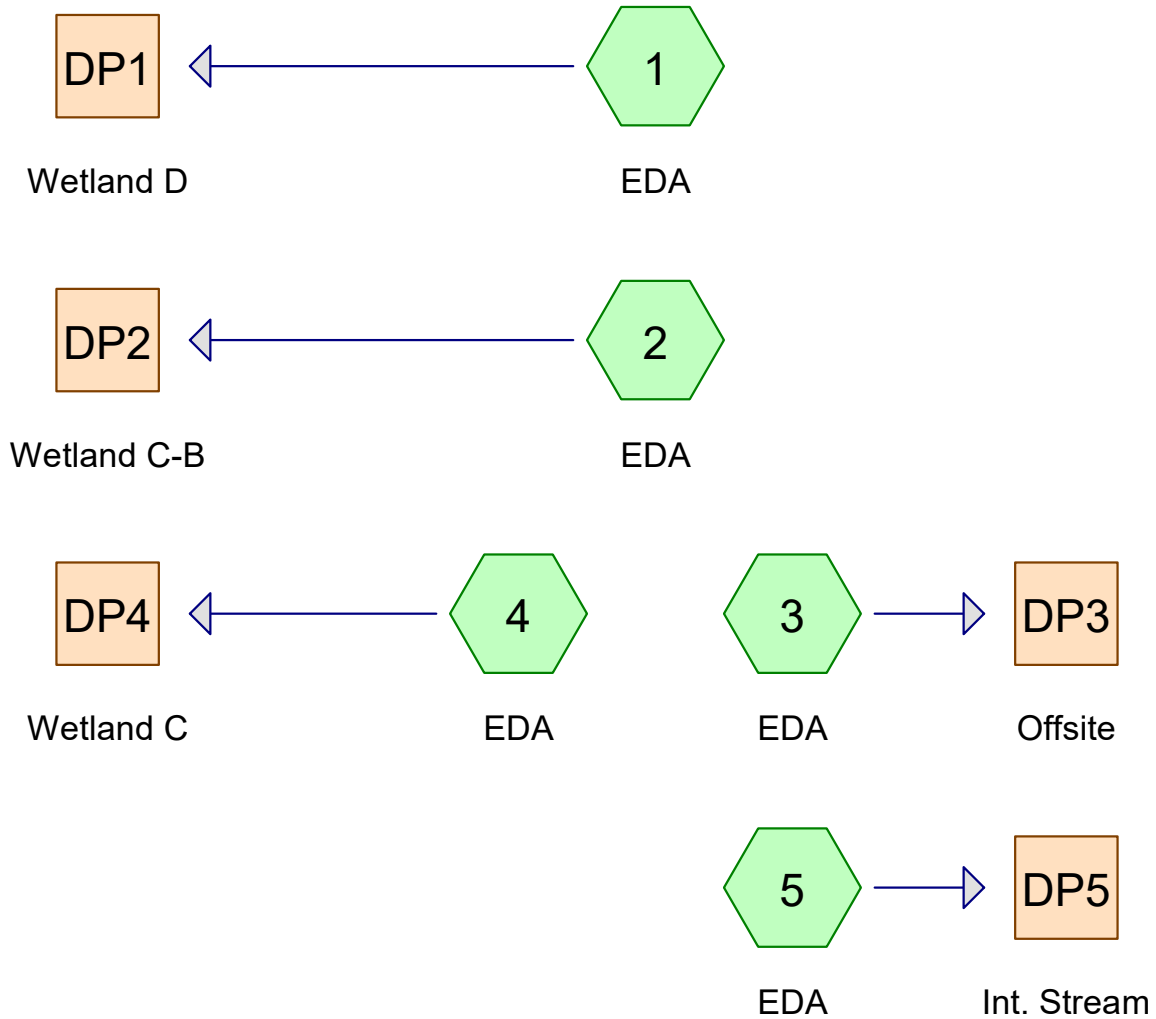 DP1
1
Wetland D
EDA
DP2
2
Wetland C-B
EDA
DP4
4
3
DP3
Wetland C
EDA
EDA
Offsite
5
DP5
EDA
Int. Stream